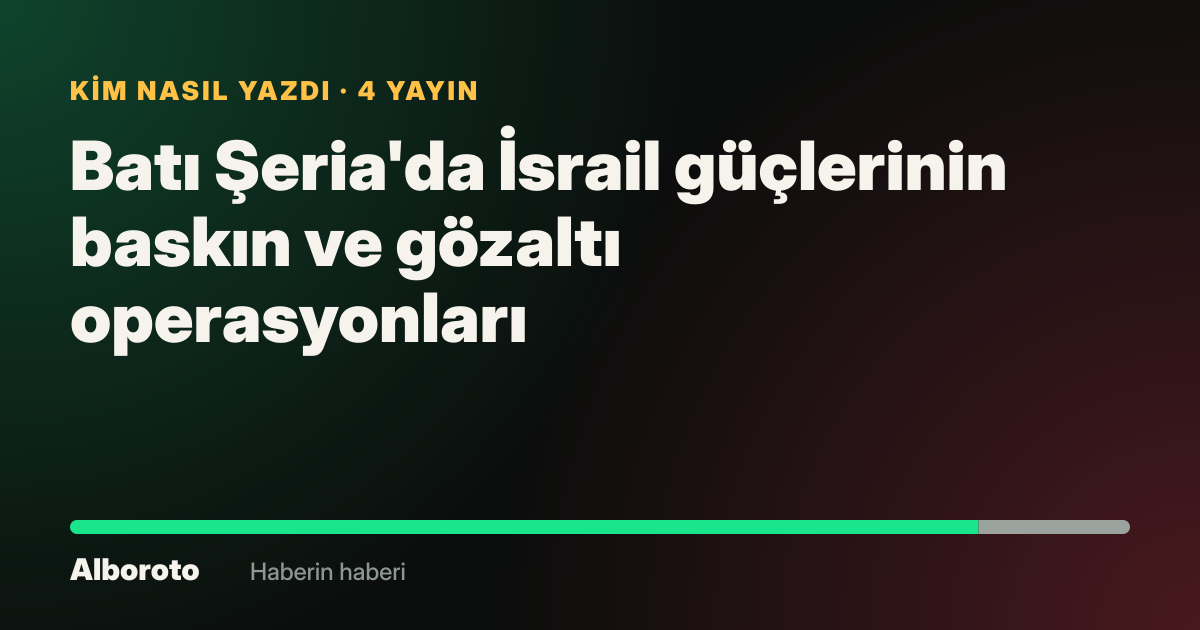 KİM NASIL YAZDI · 4 YAYIN
Batı Şeria'da İsrail güçlerinin
baskın ve gözaltı
operasyonları
Alboroto
Haberin haberi